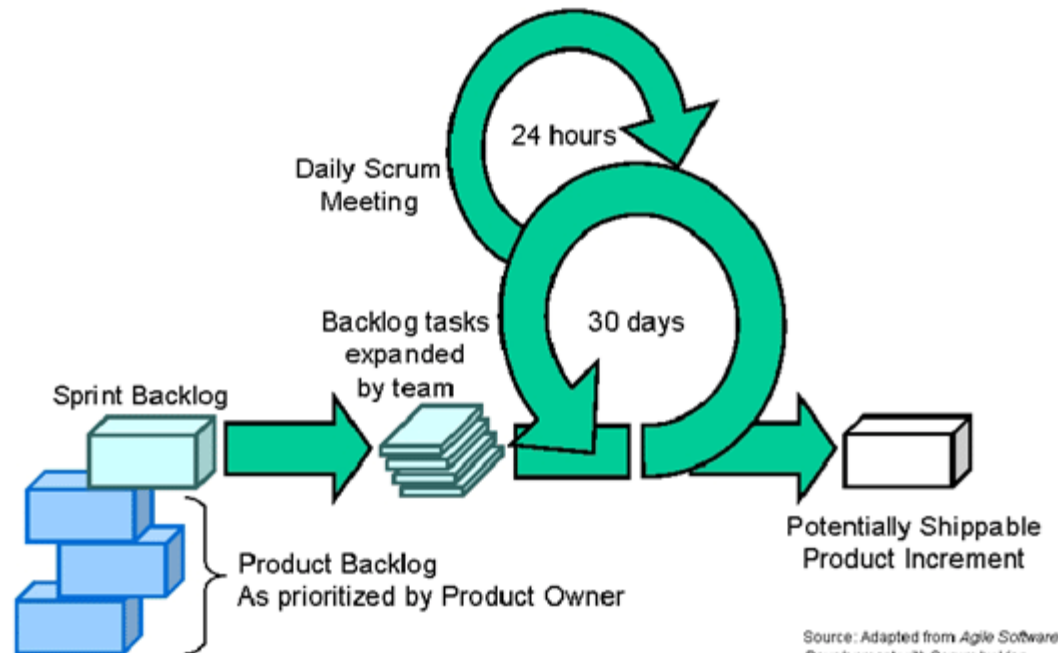 24 hours
Daily Scrum
Meeting
30 days
Backlog tasks
expanded
by team
Sprint Backlog
Product Backlog
As prioritized by Product Owner
Potentially Shippable
Product Increment
Source: Adapted from Agile Software